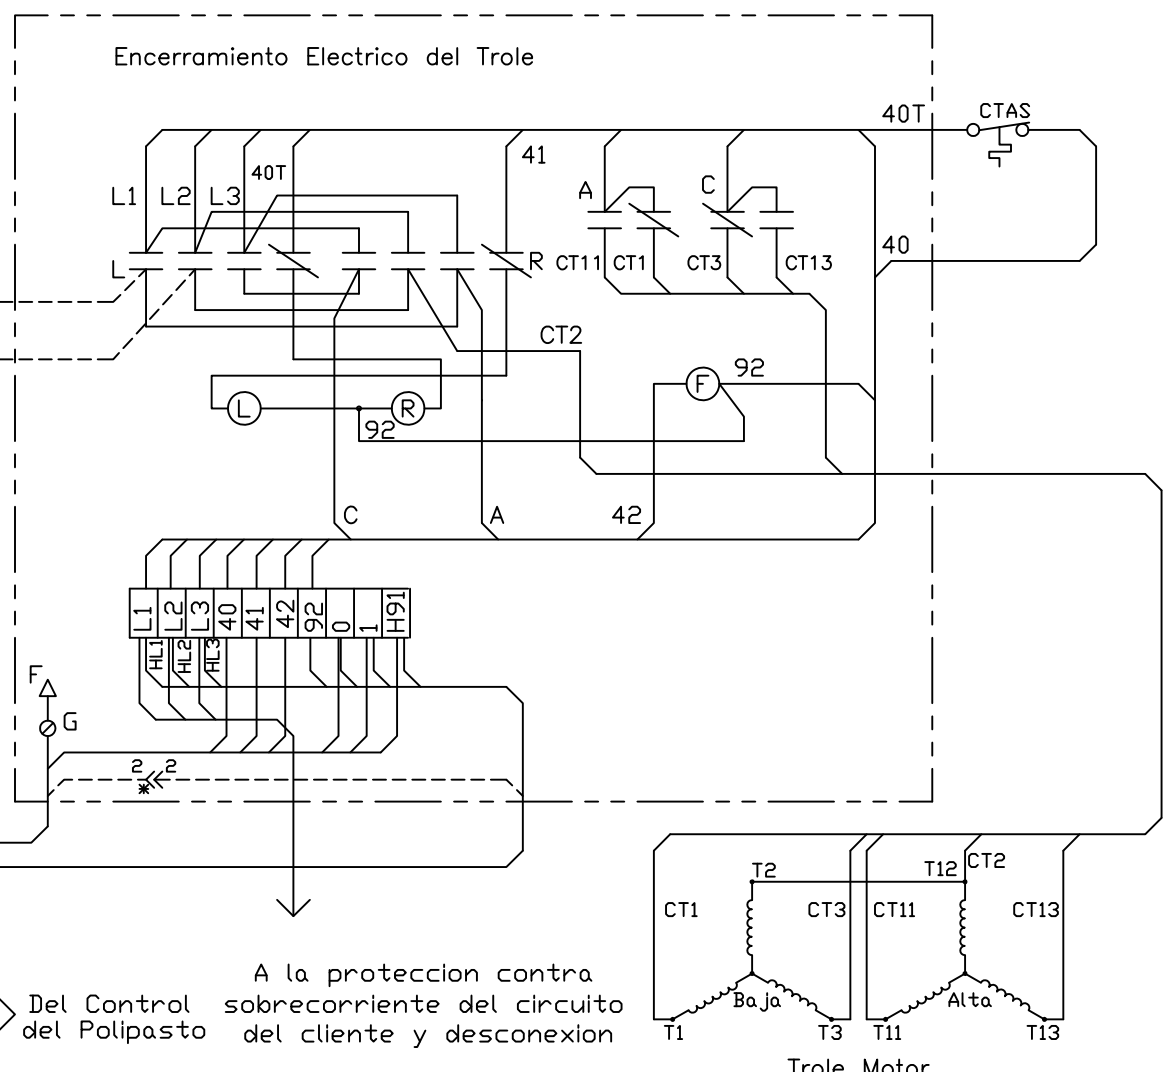 Encerramiento Electrico del Trole
40T
CTAS
41
40T
L1
L2
L3
A
C
40
L
R
CT11
CT1
CT3
CT13
CT2
F
92
L
R
92
C
A
42
L1
L2
L3
40
41
42
92
0
1
H91
HL1
HL2
HL3
F
G
2
2
*
T2
T12
CT2
CT1
CT3
CT11
CT13
Baja
Alta
T1
T3
T11
T13
A la proteccion contra
sobrecorriente del circuito
del cliente y desconexion
Del Control
del Polipasto
Trole Motor